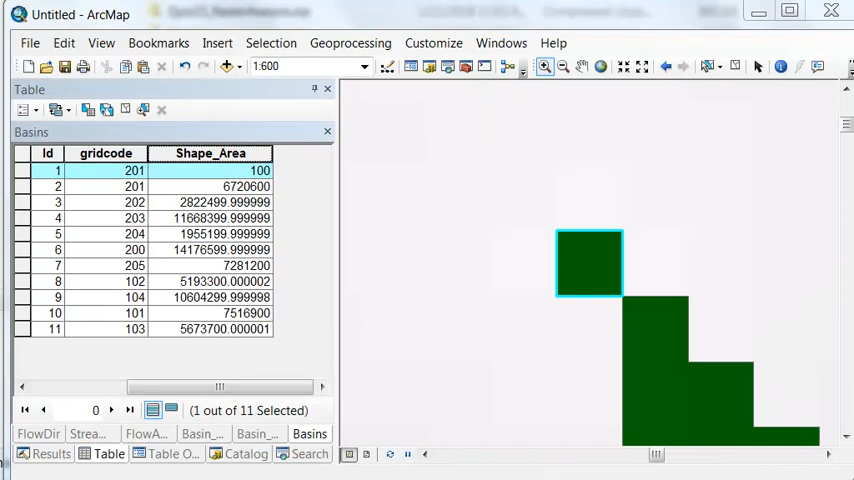 Untitled - ArcMap
File Edit View Bookmarks Insert Selection Geoprocessing Customize Windows Help
1:600
Table
Basins
Id gridcode Shape_Area
1 201 100
2 201 6720600
3 202 2822499.999999
4 203 11668399.999999
5 204 1955199.999999
6 200 14176599.999999
7 205 7281200
8 102 5193300.000002
9 104 10604299.999998
10 101 7516900
11 103 5673700.000001
0 (1 out of 11 Selected)
FlowDir Strea... FlowA... Basin_... Basin_... Basins
Results Table Table O... Catalog Search